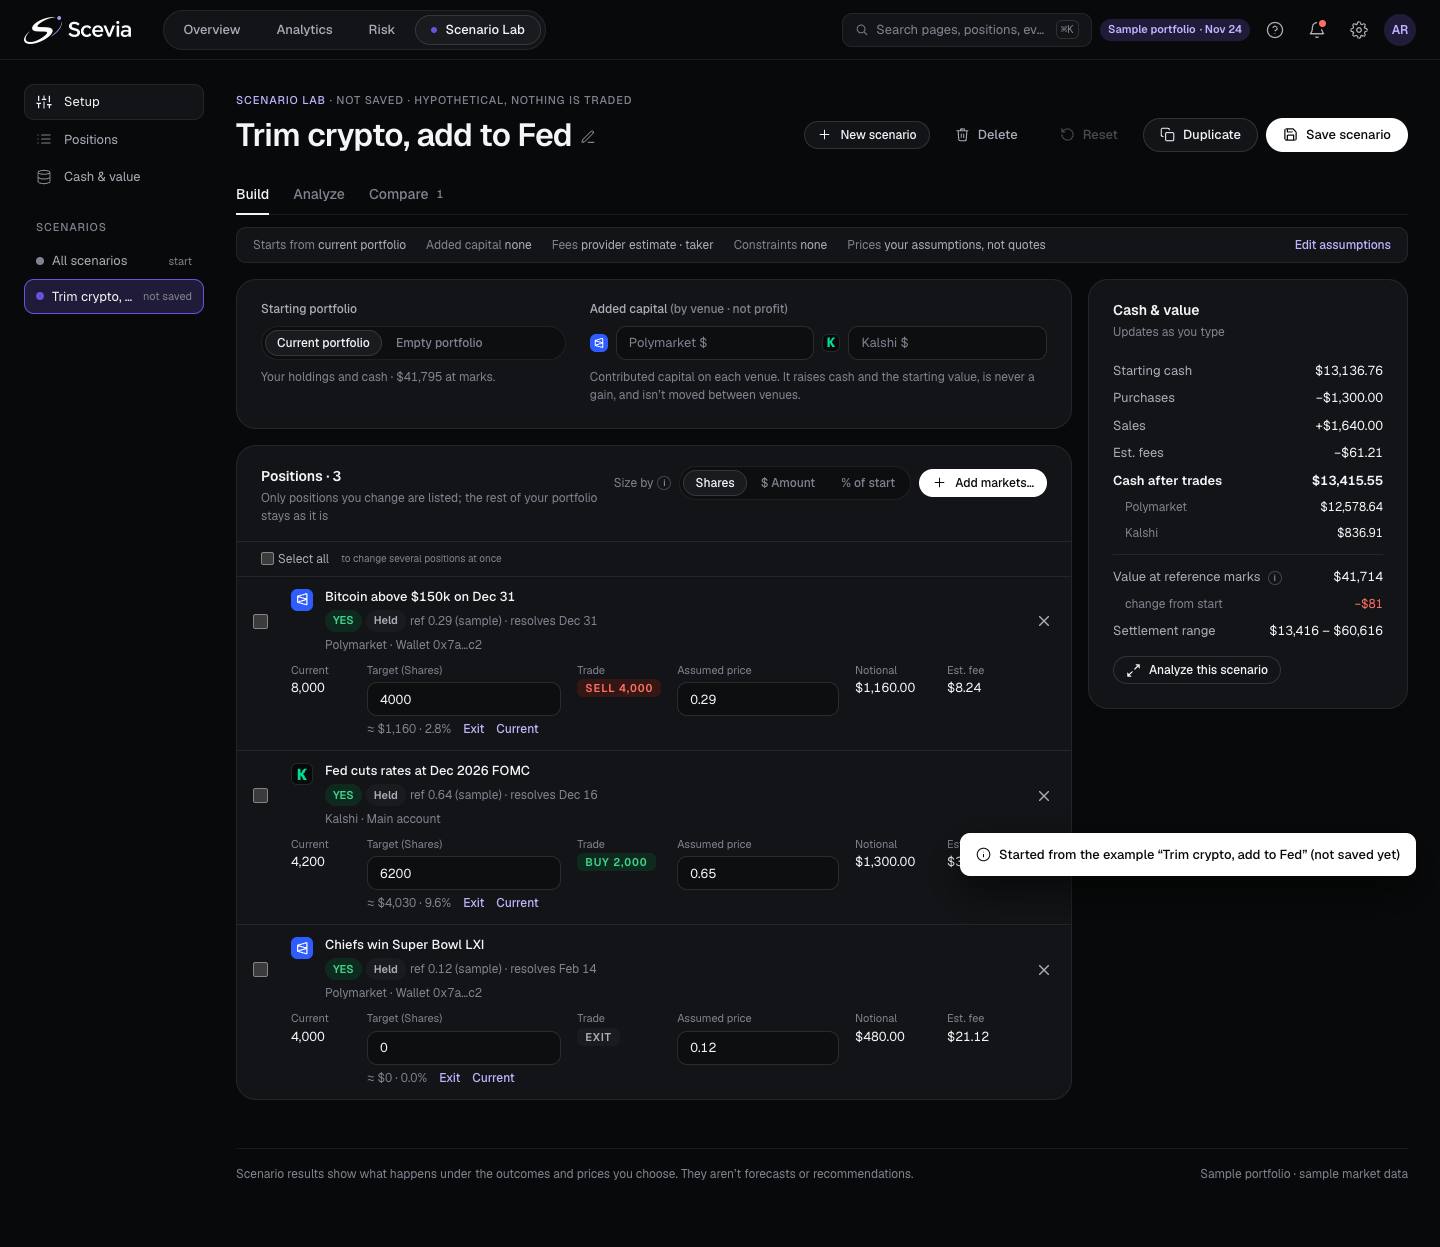 Scevia
Overview
Analytics
Risk
Scenario Lab
Search pages, positions, ev...
⌘K
Sample portfolio · Nov 24
AR
Setup
Positions
Cash & value
SCENARIOS
All scenarios start
Trim crypto, ... not saved
SCENARIO LAB · NOT SAVED · HYPOTHETICAL, NOTHING IS TRADED
Trim crypto, add to Fed
New scenario
Delete
Reset
Duplicate
Save scenario
Build
Analyze
Compare 1
Starts from current portfolio
Added capital none
Fees provider estimate · taker
Constraints none
Prices your assumptions, not quotes
Edit assumptions
Starting portfolio
Current portfolio
Empty portfolio
Your holdings and cash · $41,795 at marks.
Added capital (by venue · not profit)
Polymarket $
K
Kalshi $
Contributed capital on each venue. It raises cash and the starting value, is never a
gain, and isn't moved between venues.
Positions · 3
Only positions you change are listed; the rest of your portfolio
stays as it is
Size by
Shares
$ Amount
% of start
Add markets...
Select all
to change several positions at once
Bitcoin above $150k on Dec 31
YES Held ref 0.29 (sample) · resolves Dec 31
Polymarket · Wallet 0x7a...c2
Current Target (Shares) Trade Assumed price Notional Est. fee
8,000 4000 SELL 4,000 0.29 $1,160.00 $8.24
≈ $1,160 · 2.8% Exit Current
K
Fed cuts rates at Dec 2026 FOMC
YES Held ref 0.64 (sample) · resolves Dec 16
Kalshi · Main account
Current Target (Shares) Trade Assumed price Notional
4,200 6200 BUY 2,000 0.65 $1,300.00
≈ $4,030 · 9.6% Exit Current
Chiefs win Super Bowl LXI
YES Held ref 0.12 (sample) · resolves Feb 14
Polymarket · Wallet 0x7a...c2
Current Target (Shares) Trade Assumed price Notional Est. fee
4,000 0 EXIT 0.12 $480.00 $21.12
≈ $0 · 0.0% Exit Current
Cash & value
Updates as you type
Starting cash $13,136.76
Purchases −$1,300.00
Sales +$1,640.00
Est. fees −$61.21
Cash after trades $13,415.55
Polymarket $12,578.64
Kalshi $836.91
Value at reference marks $41,714
change from start −$81
Settlement range $13,416 – $60,616
Analyze this scenario
Started from the example “Trim crypto, add to Fed” (not saved yet)
Scenario results show what happens under the outcomes and prices you choose. They aren't forecasts or recommendations.
Sample portfolio · sample market data